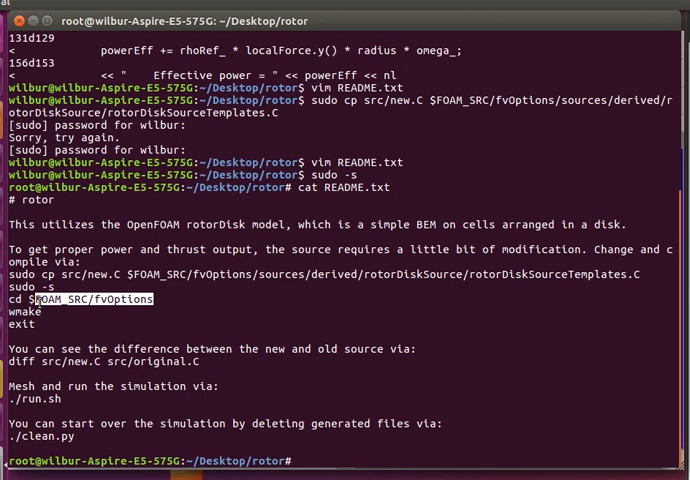 al
root@wilbur-Aspire-E5-575G: ~/Desktop/rotor
131d129
<             powerEff += rhoRef_ * localForce.y() * radius * omega_;
156d153
<             << "    Effective power = " << powerEff << nl
wilbur@wilbur-Aspire-E5-575G:~/Desktop/rotor$ vim README.txt
wilbur@wilbur-Aspire-E5-575G:~/Desktop/rotor$ sudo cp src/new.C $FOAM_SRC/fvOptions/sources/derived/r
otorDiskSource/rotorDiskSourceTemplates.C
[sudo] password for wilbur:
Sorry, try again.
[sudo] password for wilbur:
wilbur@wilbur-Aspire-E5-575G:~/Desktop/rotor$ vim README.txt
wilbur@wilbur-Aspire-E5-575G:~/Desktop/rotor$ sudo -s
root@wilbur-Aspire-E5-575G:~/Desktop/rotor# cat README.txt
# rotor
This utilizes the OpenFOAM rotorDisk model, which is a simple BEM on cells arranged in a disk.
To get proper power and thrust output, the source requires a little bit of modification. Change and c
ompile via:
sudo cp src/new.C $FOAM_SRC/fvOptions/sources/derived/rotorDiskSource/rotorDiskSourceTemplates.C
sudo -s
cd $FOAM_SRC/fvOptions
wmake
exit
You can see the difference between the new and old source via:
diff src/new.C src/original.C
Mesh and run the simulation via:
./run.sh
You can start over the simulation by deleting generated files via:
./clean.py
root@wilbur-Aspire-E5-575G:~/Desktop/rotor#